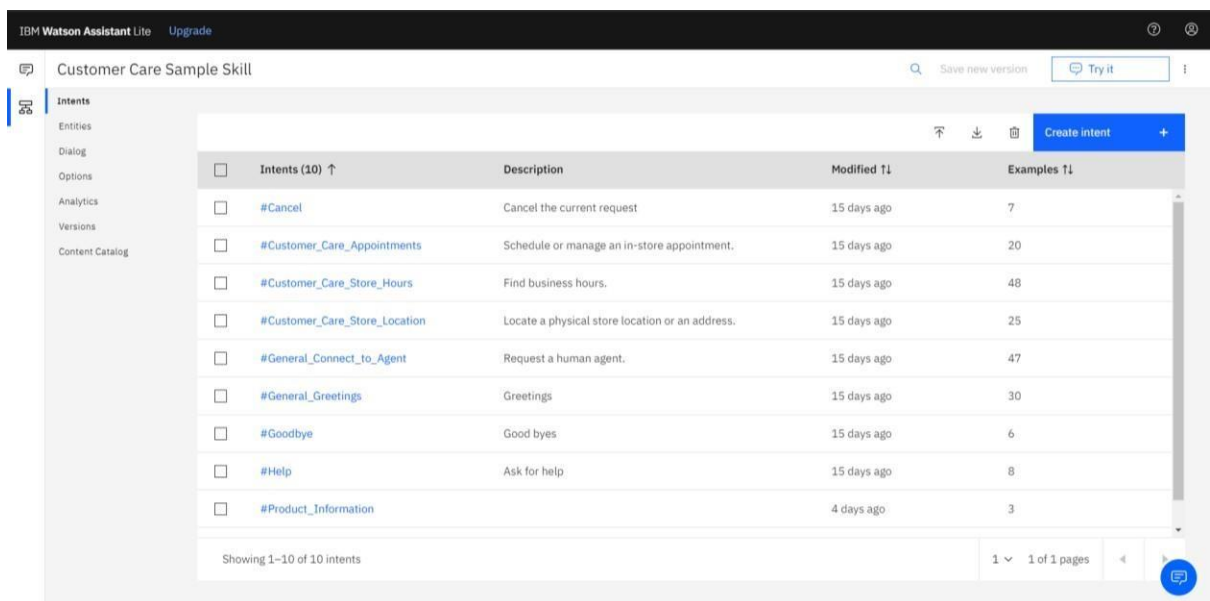 IBM Watson Assistant Lite Upgrade
Customer Care Sample Skill Save new version Try it
Intents
Entities
Dialog
Options
Analytics
Versions
Content Catalog
Create intent +
Intents (10) ↑ Description Modified ↑↓ Examples ↑↓
#Cancel Cancel the current request 15 days ago 7
#Customer_Care_Appointments Schedule or manage an in-store appointment. 15 days ago 20
#Customer_Care_Store_Hours Find business hours. 15 days ago 48
#Customer_Care_Store_Location Locate a physical store location or an address. 15 days ago 25
#General_Connect_to_Agent Request a human agent. 15 days ago 47
#General_Greetings Greetings 15 days ago 30
#Goodbye Good byes 15 days ago 6
#Help Ask for help 15 days ago 8
#Product_Information 4 days ago 3
Showing 1–10 of 10 intents 1 1 of 1 pages